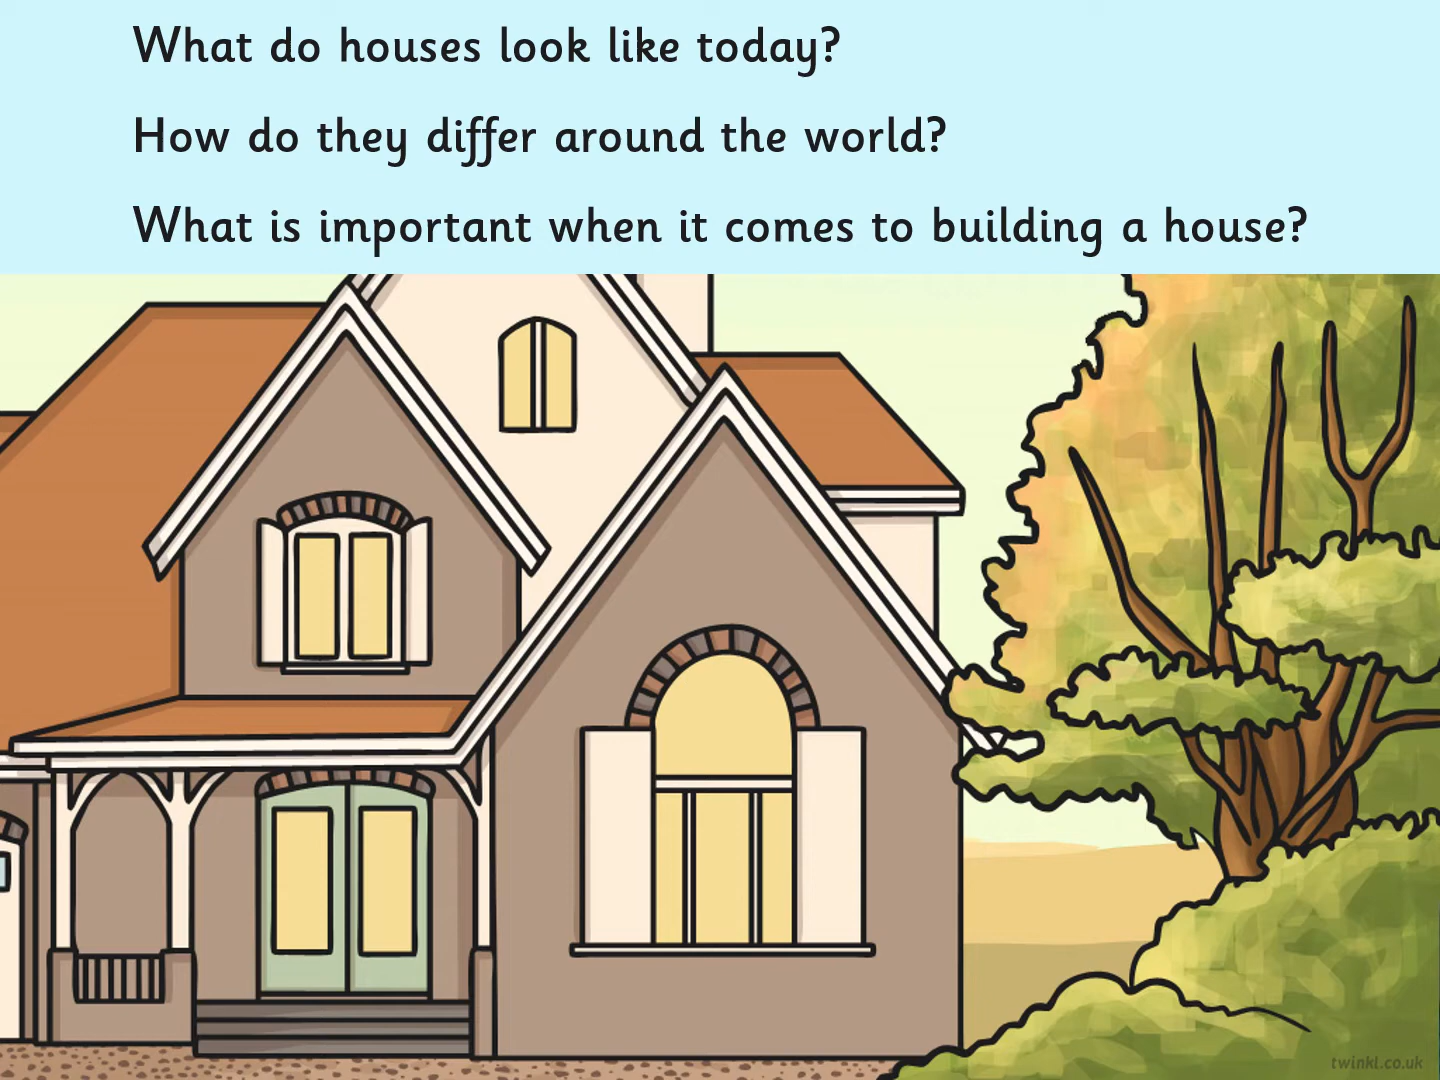 What do houses look like today?
How do they differ around the world?
What is important when it comes to building a house?
twinkl.co.uk